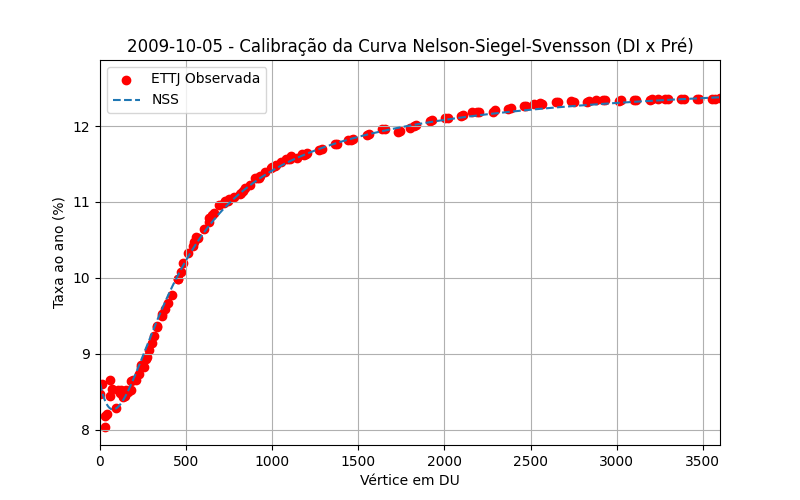 2009-10-05 - Calibração da Curva Nelson-Siegel-Svensson (DI x Pré)
ETTJ Observada
NSS
Taxa ao ano (%)
12
11
10
9
8
0 500 1000 1500 2000 2500 3000 3500
Vértice em DU